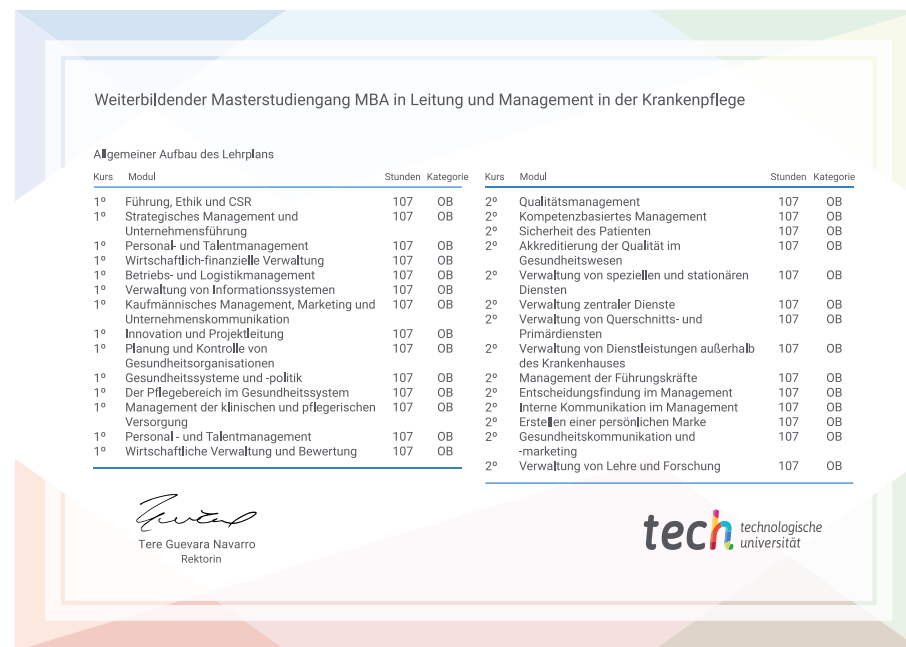 Weiterbildender Masterstudiengang MBA in Leitung und Management in der Krankenpflege
Allgemeiner Aufbau des Lehrplans
Kurs Modul Stunden Kategorie
1º Führung, Ethik und CSR 107 OB
1º Strategisches Management und 107 OB
Unternehmensführung
1º Personal- und Talentmanagement 107 OB
1º Wirtschaftlich-finanzielle Verwaltung 107 OB
1º Betriebs- und Logistikmanagement 107 OB
1º Verwaltung von Informationssystemen 107 OB
1º Kaufmännisches Management, Marketing und 107 OB
Unternehmenskommunikation
1º Innovation und Projektleitung 107 OB
1º Planung und Kontrolle von 107 OB
Gesundheitsorganisationen
1º Gesundheitssysteme und -politik 107 OB
1º Der Pflegebereich im Gesundheitssystem 107 OB
1º Management der klinischen und pflegerischen 107 OB
Versorgung
1º Personal - und Talentmanagement 107 OB
1º Wirtschaftliche Verwaltung und Bewertung 107 OB
Kurs Modul Stunden Kategorie
2º Qualitätsmanagement 107 OB
2º Kompetenzbasiertes Management 107 OB
2º Sicherheit des Patienten 107 OB
2º Akkreditierung der Qualität im 107 OB
Gesundheitswesen
2º Verwaltung von speziellen und stationären 107 OB
Diensten
2º Verwaltung zentraler Dienste 107 OB
2º Verwaltung von Querschnitts- und 107 OB
Primärdiensten
2º Verwaltung von Dienstleistungen außerhalb 107 OB
des Krankenhauses
2º Management der Führungskräfte 107 OB
2º Entscheidungsfindung im Management 107 OB
2º Interne Kommunikation im Management 107 OB
2º Erstellen einer persönlichen Marke 107 OB
2º Gesundheitskommunikation und 107 OB
-marketing
2º Verwaltung von Lehre und Forschung 107 OB
Tere Guevara Navarro
Rektorin
tech technologische
universität